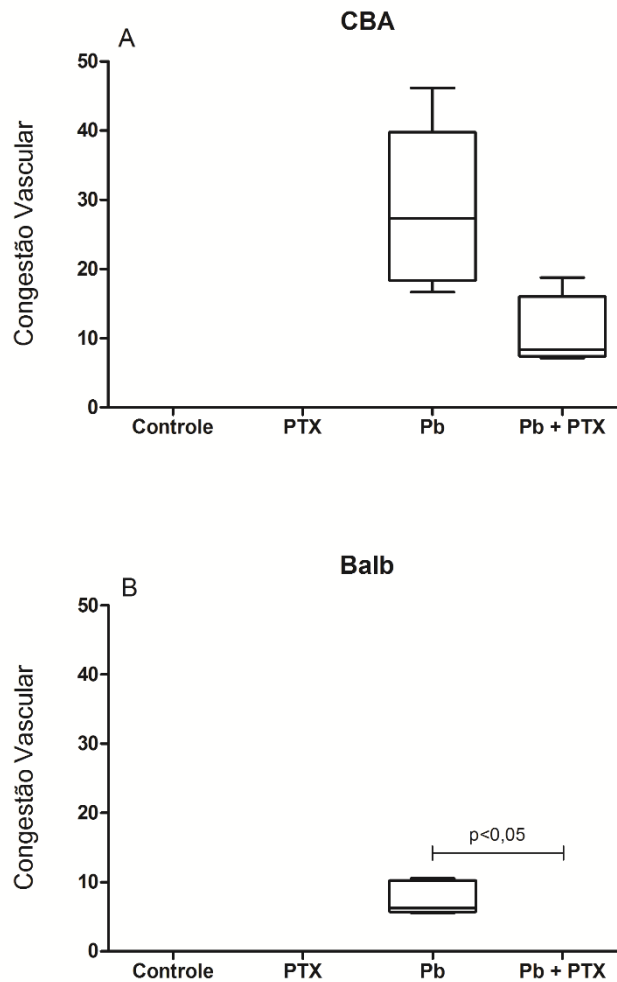 A
CBA
Congestão Vascular
50
40
30
20
10
0
Controle PTX Pb Pb + PTX
B
Balb
Congestão Vascular
50
40
30
20
10
0
p<0,05
Controle PTX Pb Pb + PTX